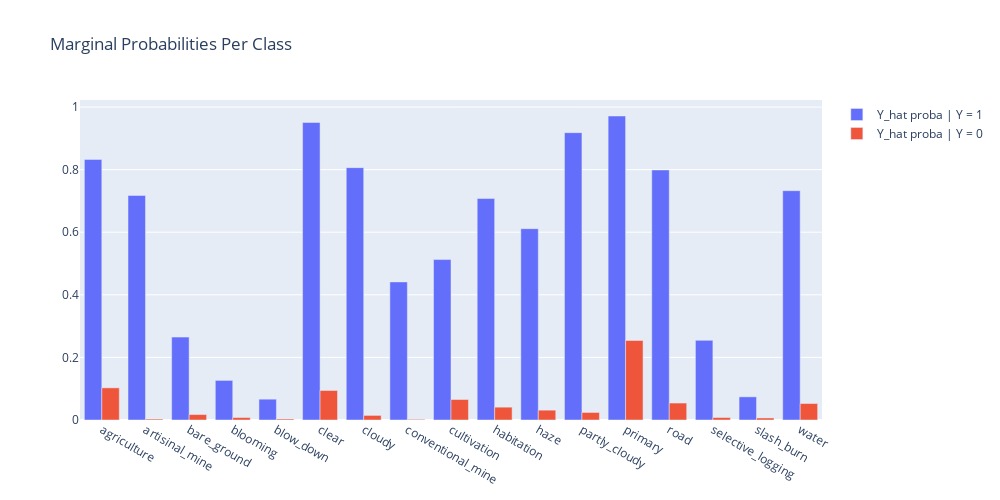 Marginal Probabilities Per Class
Y_hat proba | Y = 1
Y_hat proba | Y = 0
1
0.8
0.6
0.4
0.2
0
agriculture
artisinal_mine
bare_ground
blooming
blow_down
clear
cloudy
conventional_mine
cultivation
habitation
haze
partly_cloudy
primary
road
selective_logging
slash_burn
water